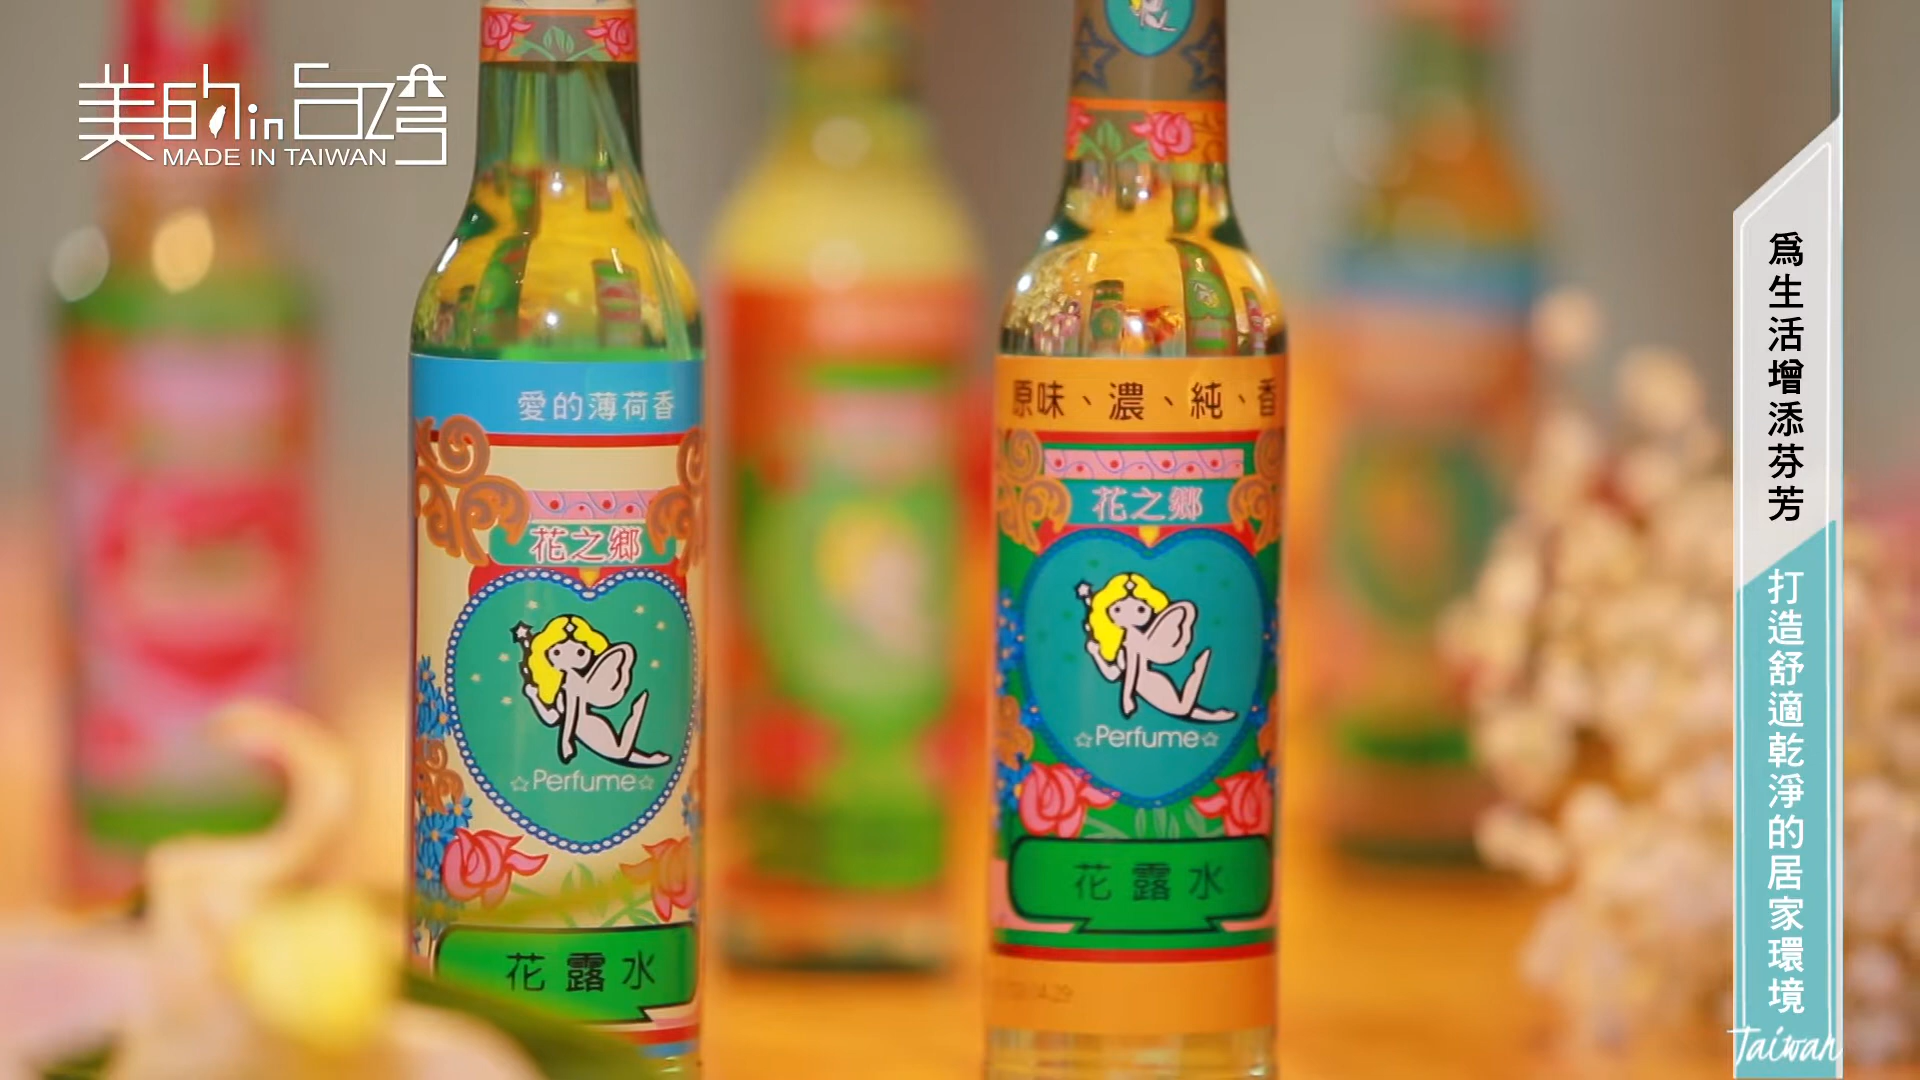 美的in台灣
MADE IN TAIWAN
愛的薄荷香
花之鄉
☆Perfume☆
花露水
原味、濃、純、香
花之鄉
☆Perfume☆
花露水
為生活增添芬芳
打造舒適乾淨的居家環境
Taiwan